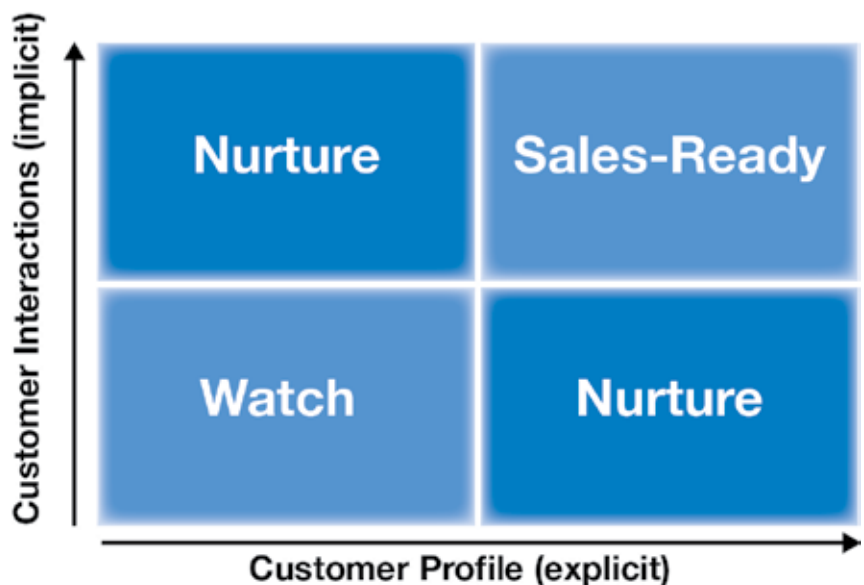 Customer Interactions (implicit)
Nurture
Sales-Ready
Watch
Nurture
Customer Profile (explicit)